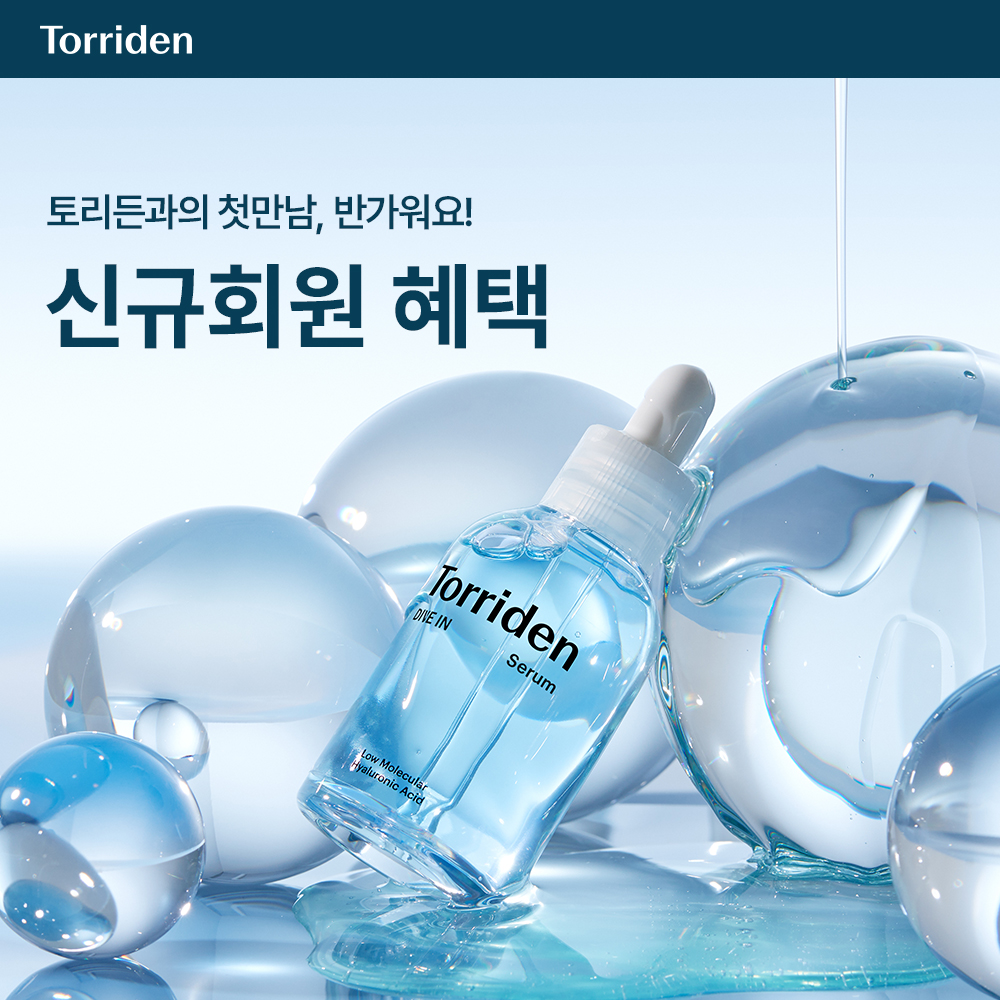 Torriden
토리든과의 첫만남, 반가워요!
신규회원 혜택
Torriden
DIVE IN
Serum
Low Molecular
Hyaluronic Acid